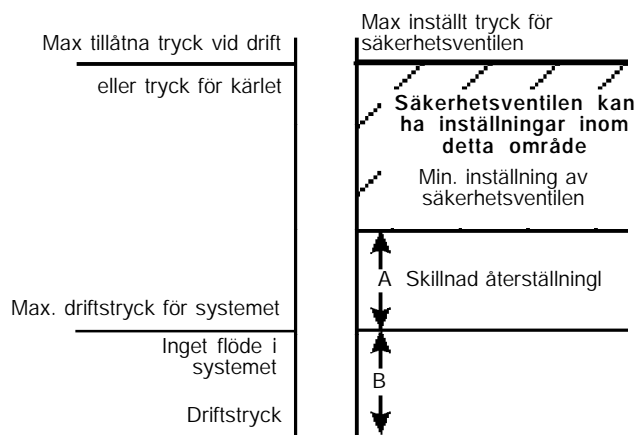 Max tillåtna tryck vid drift
eller tryck för kärlet
Max. driftstryck för systemet
Inget flöde i
systemet
Driftstryck
Max inställt tryck för
säkerhetsventilen
Säkerhetsventilen kan
ha inställningar inom
detta område
Min. inställning av
säkerhetsventilen
A Skillnad återställningl
B